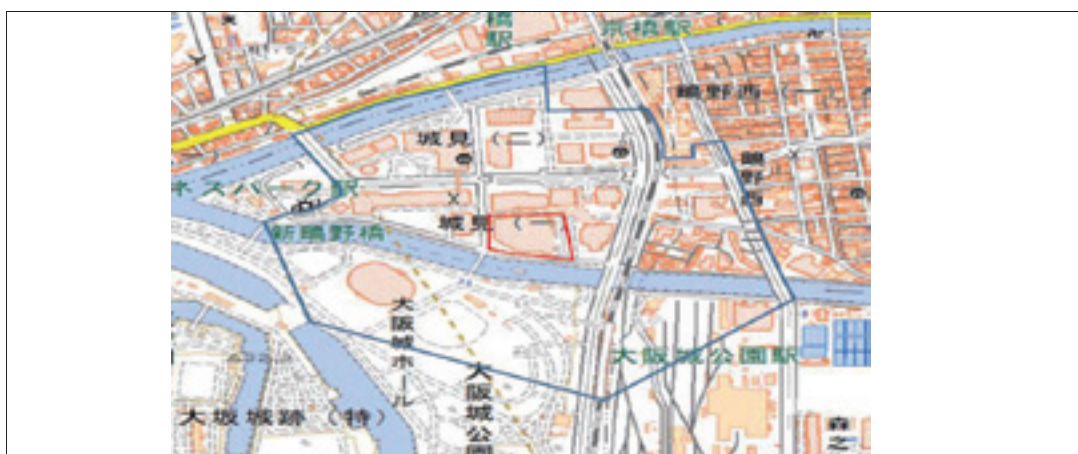 橋駅
京橋駅
鴫野西(一)
城見(二)
鴫野西
ネスパーク駅
城見(一)
新鴫野橋
大阪城ホール
大阪城公園駅
大阪城公園
大坂城跡(特)
森之